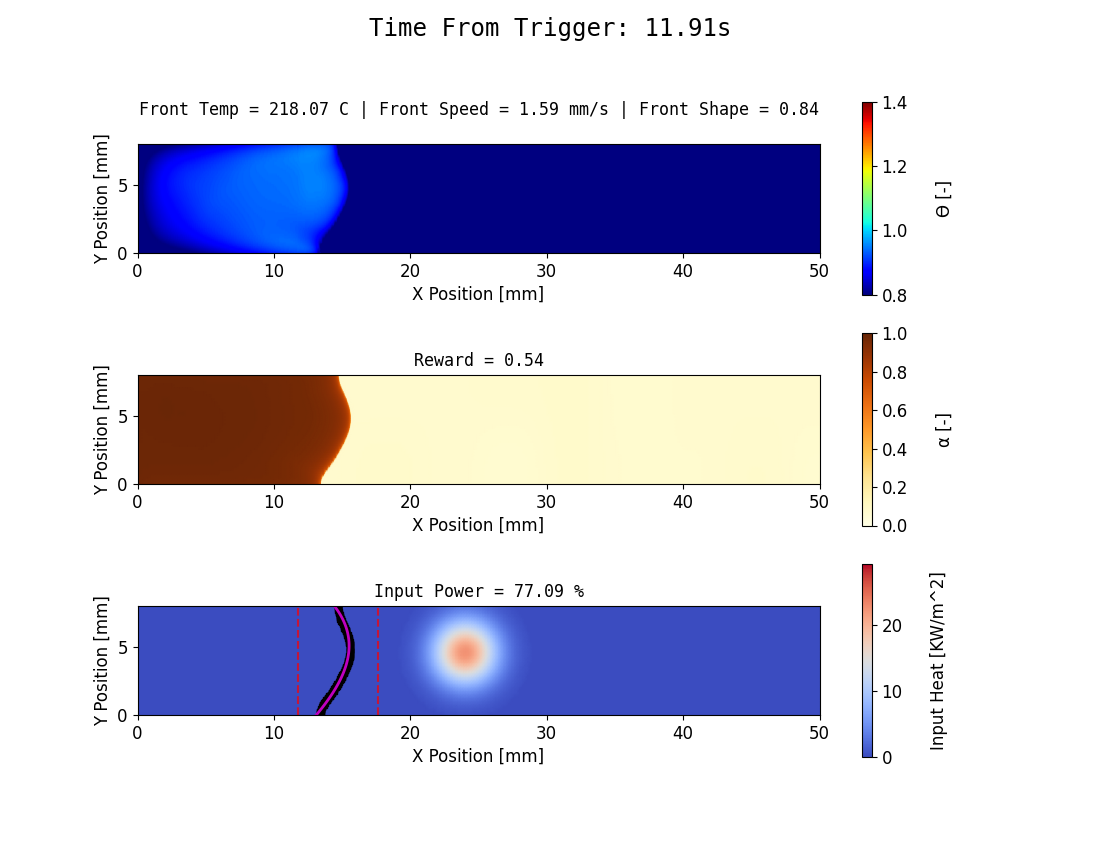 Time From Trigger: 11.91s
Front Temp = 218.07 C | Front Speed = 1.59 mm/s | Front Shape = 0.84
Y Position [mm]
5
0
0 10 20 30 40 50
X Position [mm]
1.4
1.2
1.0
0.8
Θ [-]
Reward = 0.54
Y Position [mm]
5
0
0 10 20 30 40 50
X Position [mm]
1.0
0.8
0.6
0.4
0.2
0.0
α [-]
Input Power = 77.09 %
Y Position [mm]
5
0
0 10 20 30 40 50
X Position [mm]
20
10
0
Input Heat [KW/m^2]